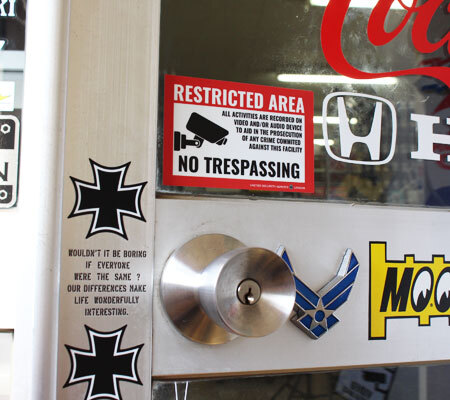 RESTRICTED AREA
ALL ACTIVITIES ARE RECORDED ON
VIDEO AND/OR AUDIO DEVICE
TO AID IN THE PROSECUTION
OF ANY CRIME COMMITED
AGAINST THIS FACILITY
NO TRESPASSING
WOULDN'T IT BE BORING
IF EVERYONE
WERE THE SAME ?
OUR DIFFERENCES MAKE
LIFE WONDERFULLY
INTERESTING.
H
MOO